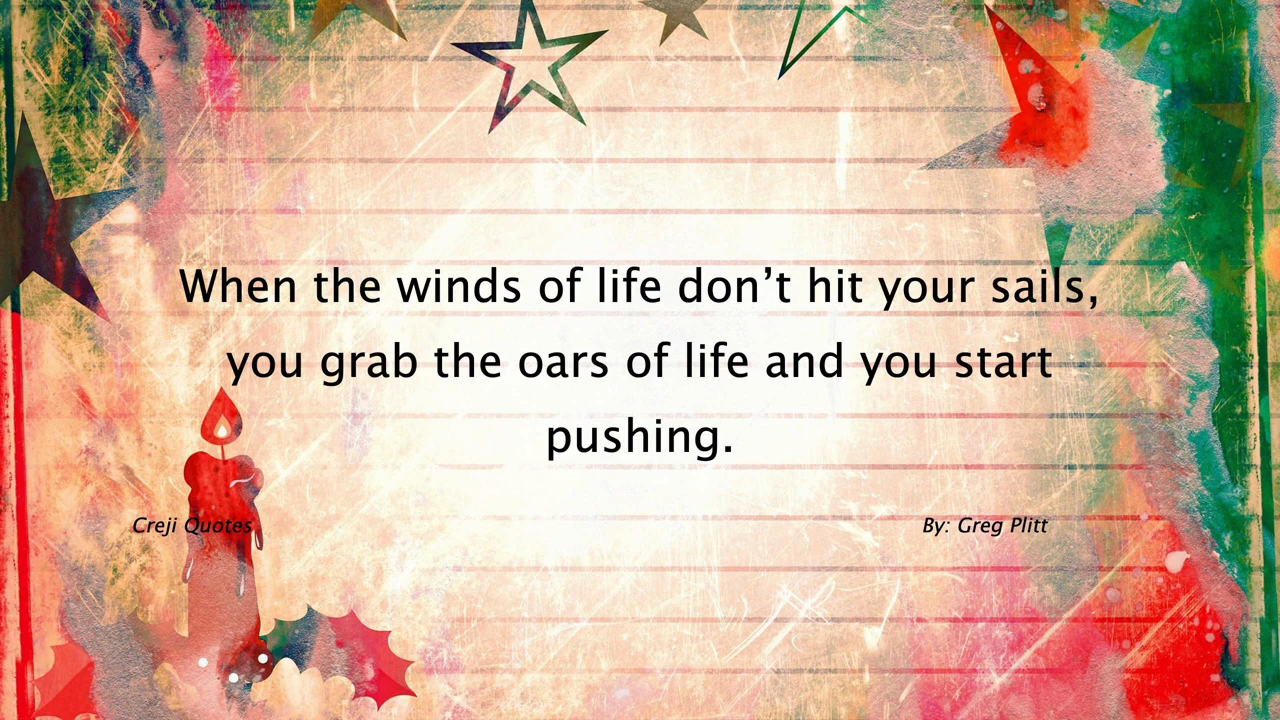 When the winds of life don’t hit your sails,
you grab the oars of life and you start
pushing.
Creji Quotes
By: Greg Plitt